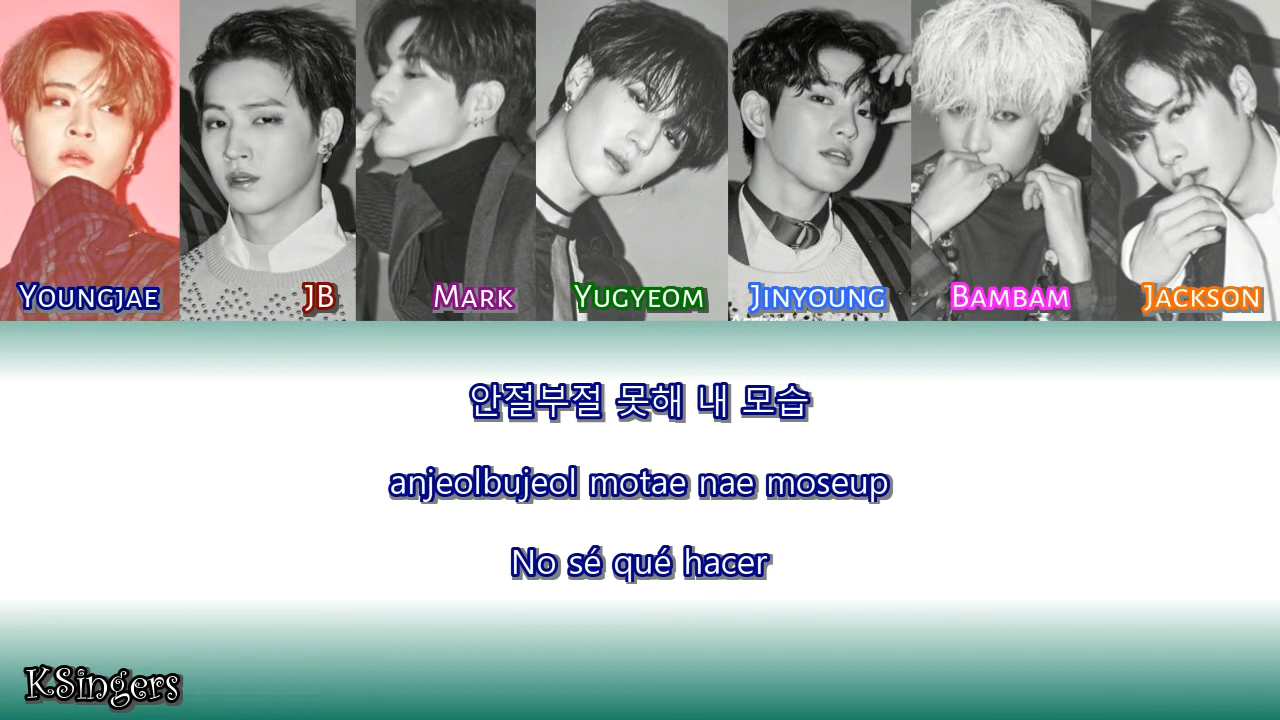 Youngjae JB Mark Yugyeom Jinyoung Bambam Jackson
안절부절 못해 내 모습
anjeolbujeol motae nae moseup
No sé qué hacer
KSingers